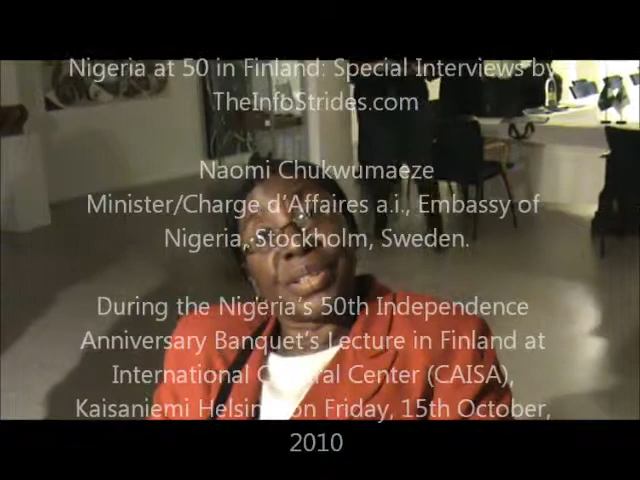 Nigeria at 50 in Finland: Special Interviews by
TheInfoStrides.com
Naomi Chukwumaeze
Minister/Charge d'Affaires a.i., Embassy of
Nigeria, Stockholm, Sweden.
During the Nigeria's 50th Independence
Anniversary Banquet's Lecture in Finland at
International Center (CAISA),
Kaisaniemi on Friday, 15th October,
2010